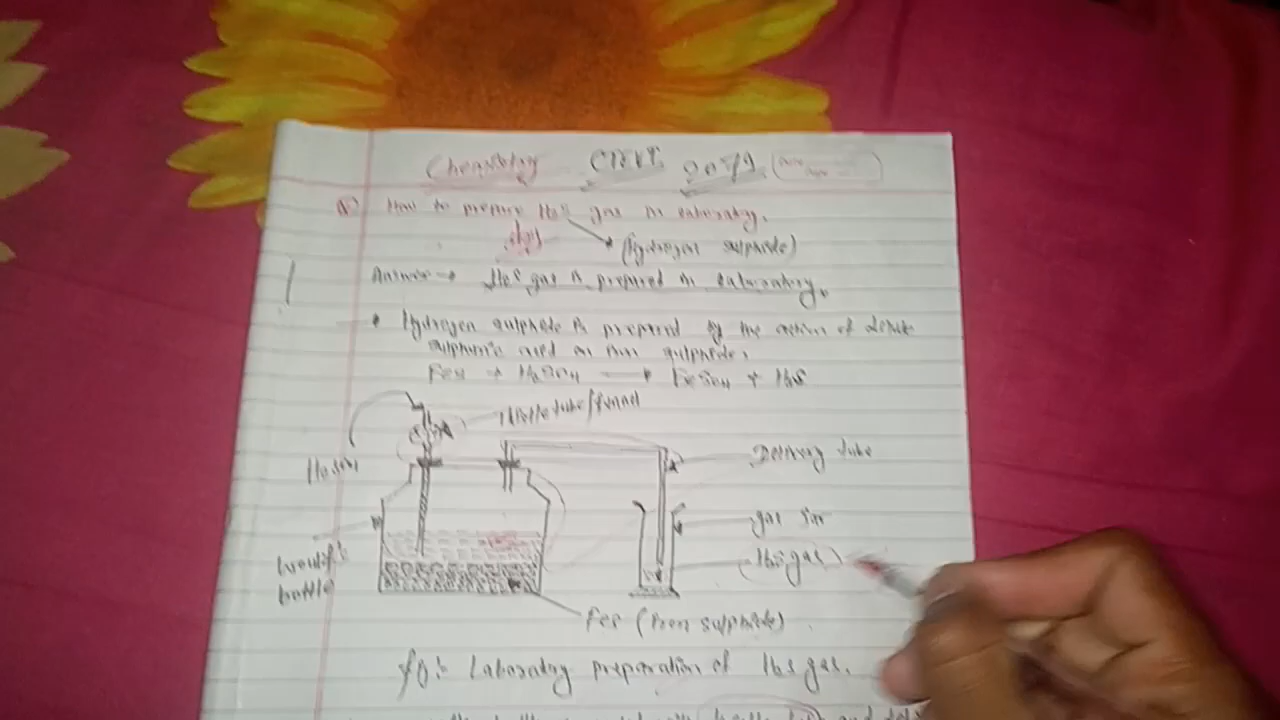 Chemistry CTEVT 2079
Q. How to prepare H2S gas in laboratory.
(Hydrogen sulphide)
Answer → H2S gas is prepared in laboratory.
• Hydrogen sulphide is prepared by the action of dilute
sulphuric acid on iron sulphide.
FeS + H2SO4 → FeSO4 + H2S
Thistle tube/funnel
H2SO4
Delivery tube
gas jar
woulf's
bottle
H2S gas
FeS (Iron sulphide)
fig: Laboratory preparation of H2S gas.